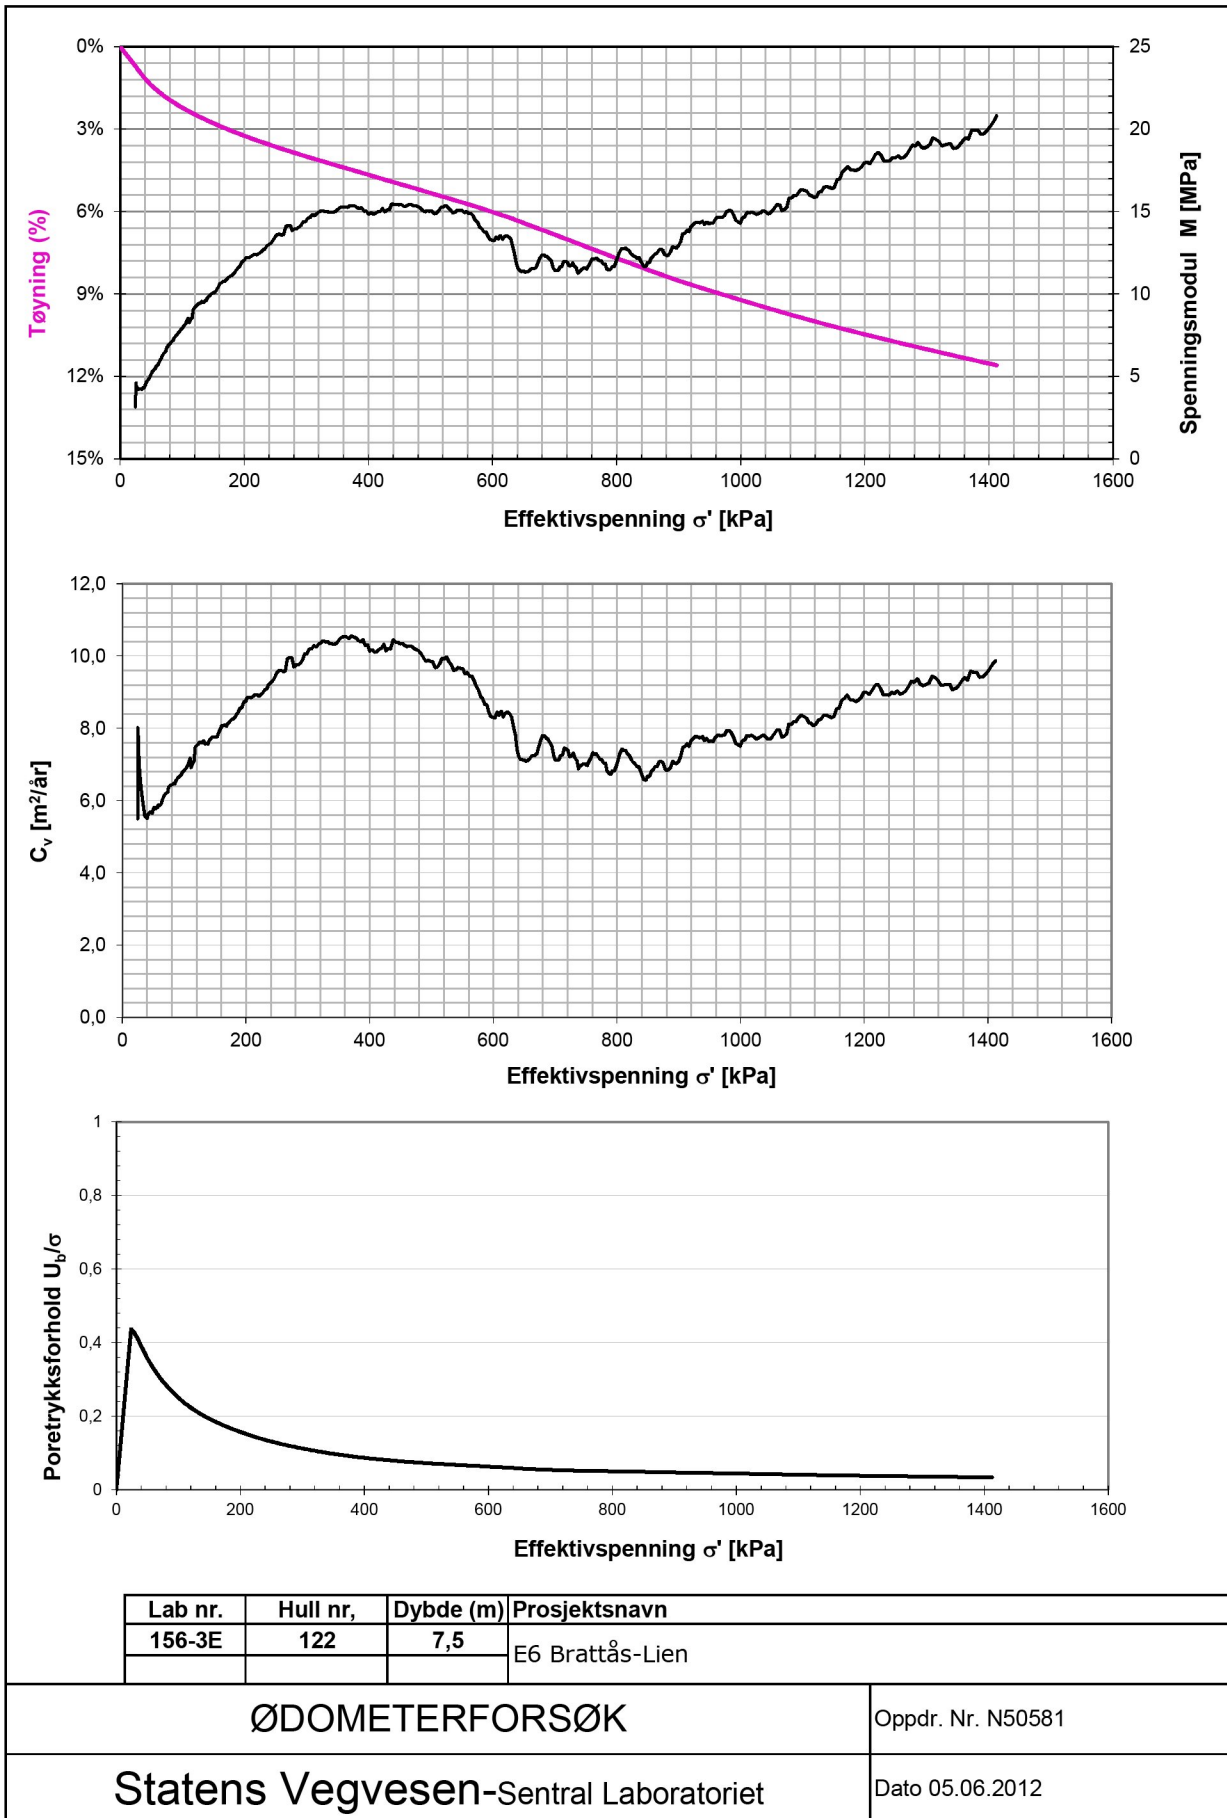 0%
3%
6%
9%
12%
15%
Tøyning (%)
25
20
15
10
5
0
Spenningsmodul M [MPa]
0 200 400 600 800 1000 1200 1400 1600
Effektivspenning σ' [kPa]
12,0
10,0
8,0
6,0
4,0
2,0
0,0
Cᵥ [m²/år]
0 200 400 600 800 1000 1200 1400 1600
Effektivspenning σ' [kPa]
1
0,8
0,6
0,4
0,2
0
Poretrykksforhold U_b/σ
0 200 400 600 800 1000 1200 1400 1600
Effektivspenning σ' [kPa]
Lab nr. Hull nr, Dybde (m) Prosjektsnavn
156-3E 122 7,5 E6 Brattås-Lien
ØDOMETERFORSØK
Oppdr. Nr. N50581
Statens Vegvesen-Sentral Laboratoriet
Dato 05.06.2012